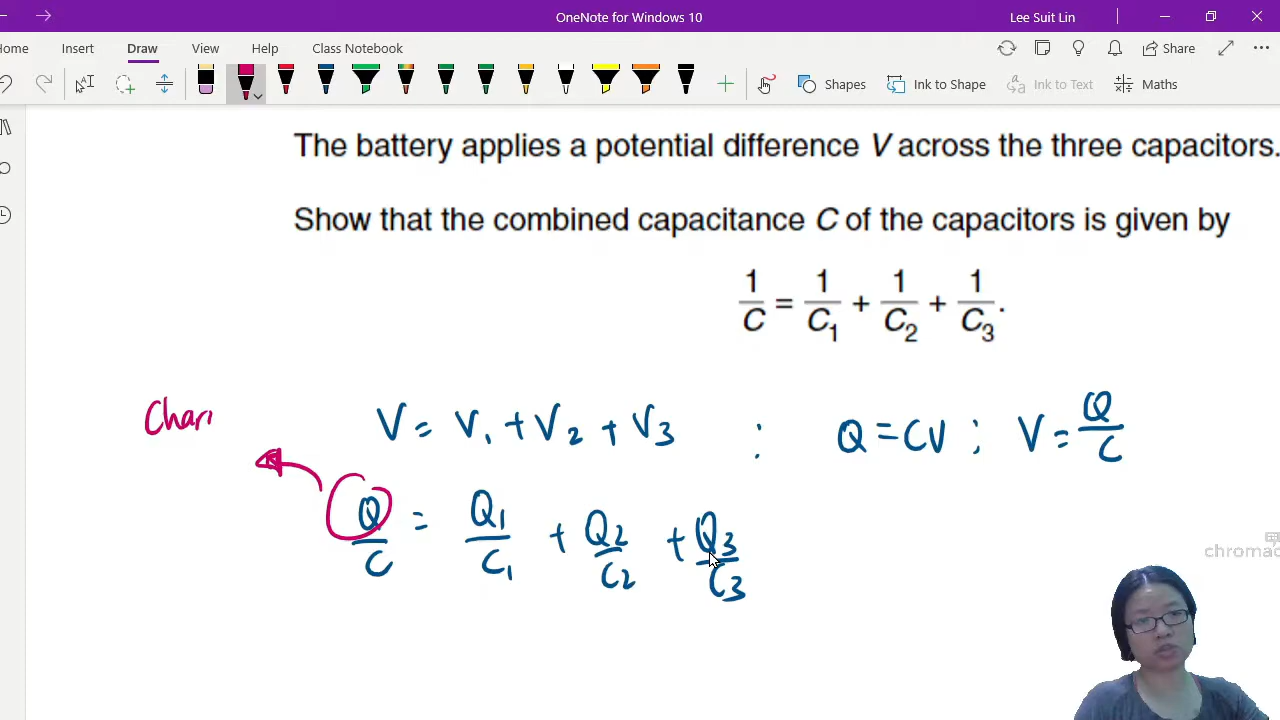 OneNote for Windows 10
Lee Suit Lin
Home Insert Draw View Help Class Notebook
Share
Shapes Ink to Shape Ink to Text Maths
The battery applies a potential difference V across the three capacitors.
Show that the combined capacitance C of the capacitors is given by
1/C = 1/C₁ + 1/C₂ + 1/C₃.
Chari
V = V₁ + V₂ + V₃ : Q = CV ; V = Q/C
Q/C = Q₁/C₁ + Q₂/C₂ + Q₃/C₃
chromac